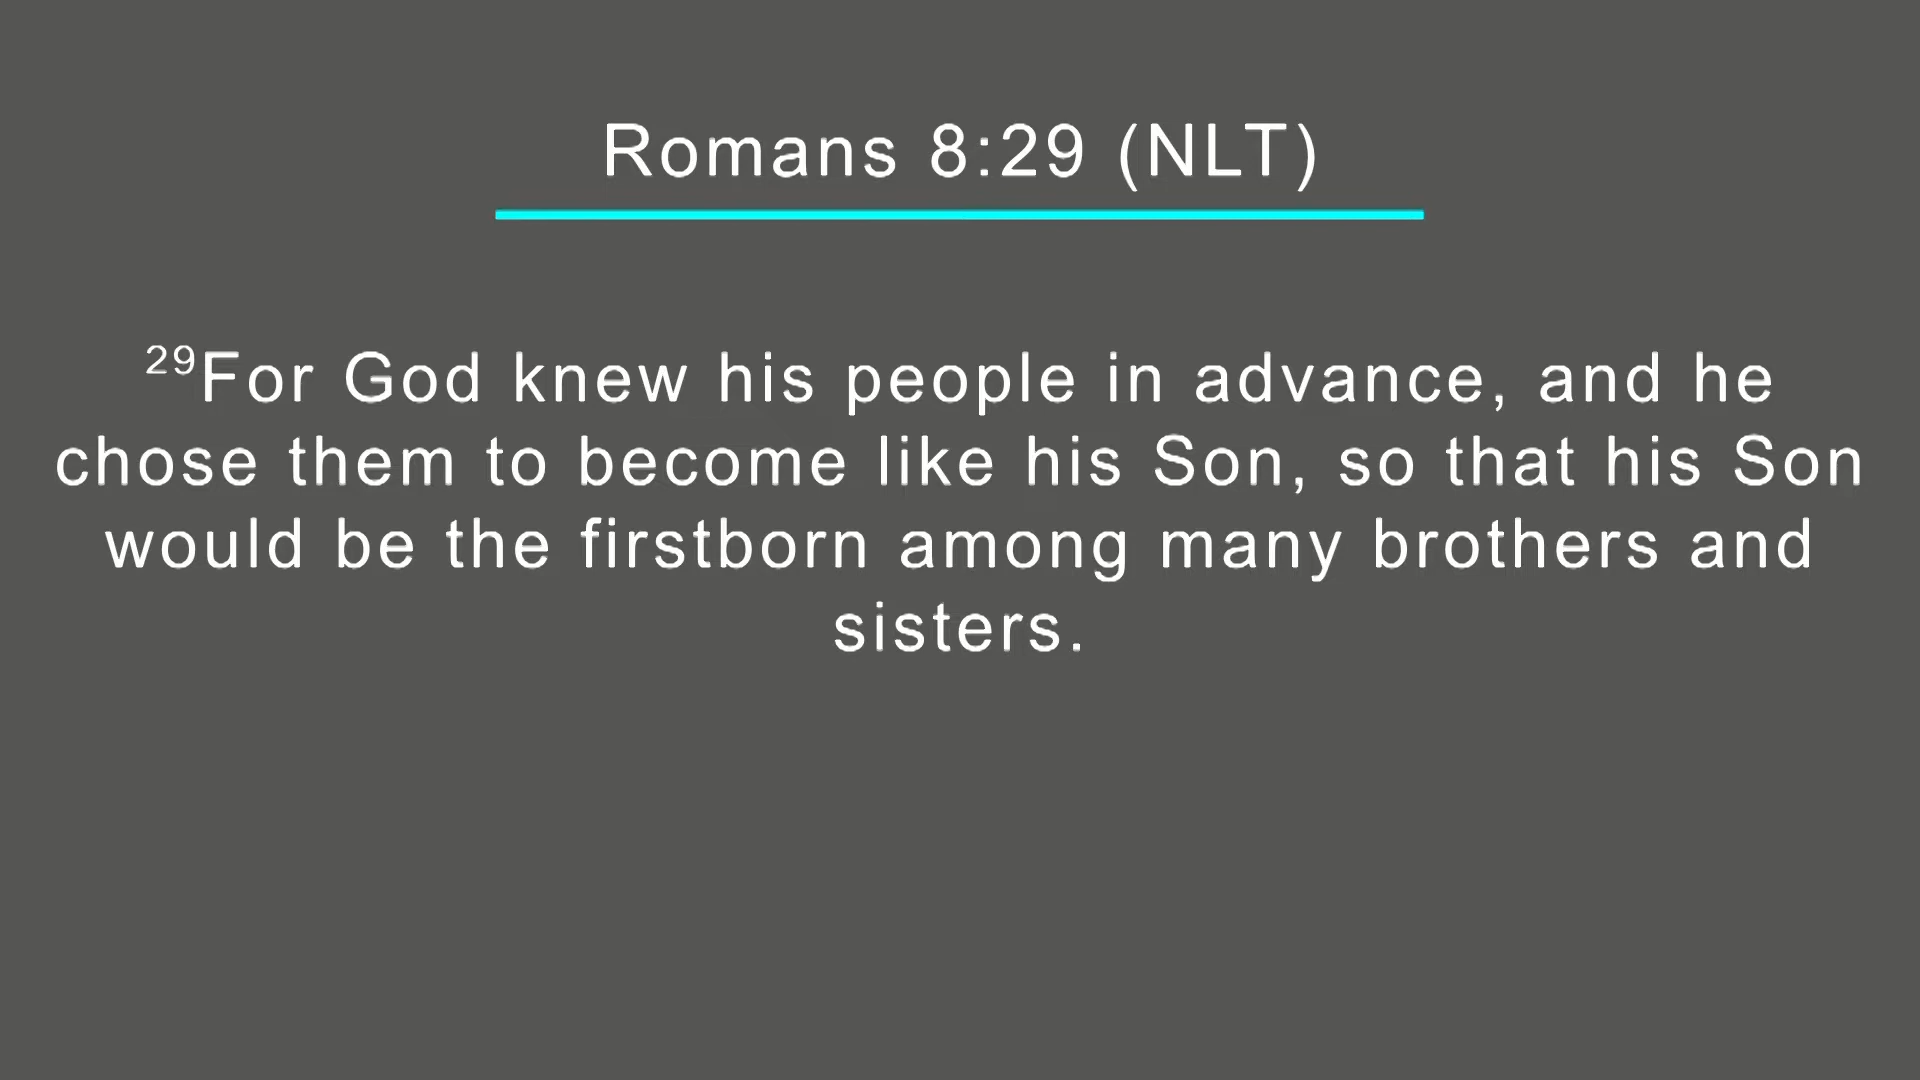 Romans 8:29 (NLT)
29For God knew his people in advance, and he
chose them to become like his Son, so that his Son
would be the firstborn among many brothers and
sisters.